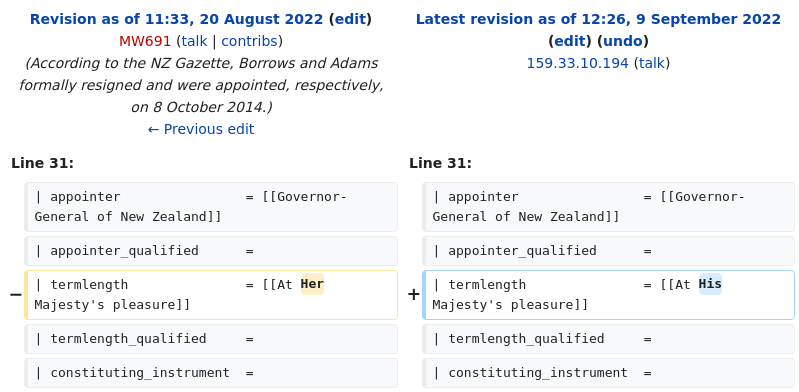 Revision as of 11:33, 20 August 2022 (edit)
MW691 (talk | contribs)
(According to the NZ Gazette, Borrows and Adams
formally resigned and were appointed, respectively,
on 8 October 2014.)
← Previous edit
Latest revision as of 12:26, 9 September 2022
(edit) (undo)
159.33.10.194 (talk)
Line 31:
| appointer = [[Governor-
General of New Zealand]]
| appointer_qualified =
− | termlength = [[At Her
Majesty's pleasure]]
| termlength_qualified =
| constituting_instrument =
Line 31:
| appointer = [[Governor-
General of New Zealand]]
| appointer_qualified =
+ | termlength = [[At His
Majesty's pleasure]]
| termlength_qualified =
| constituting_instrument =